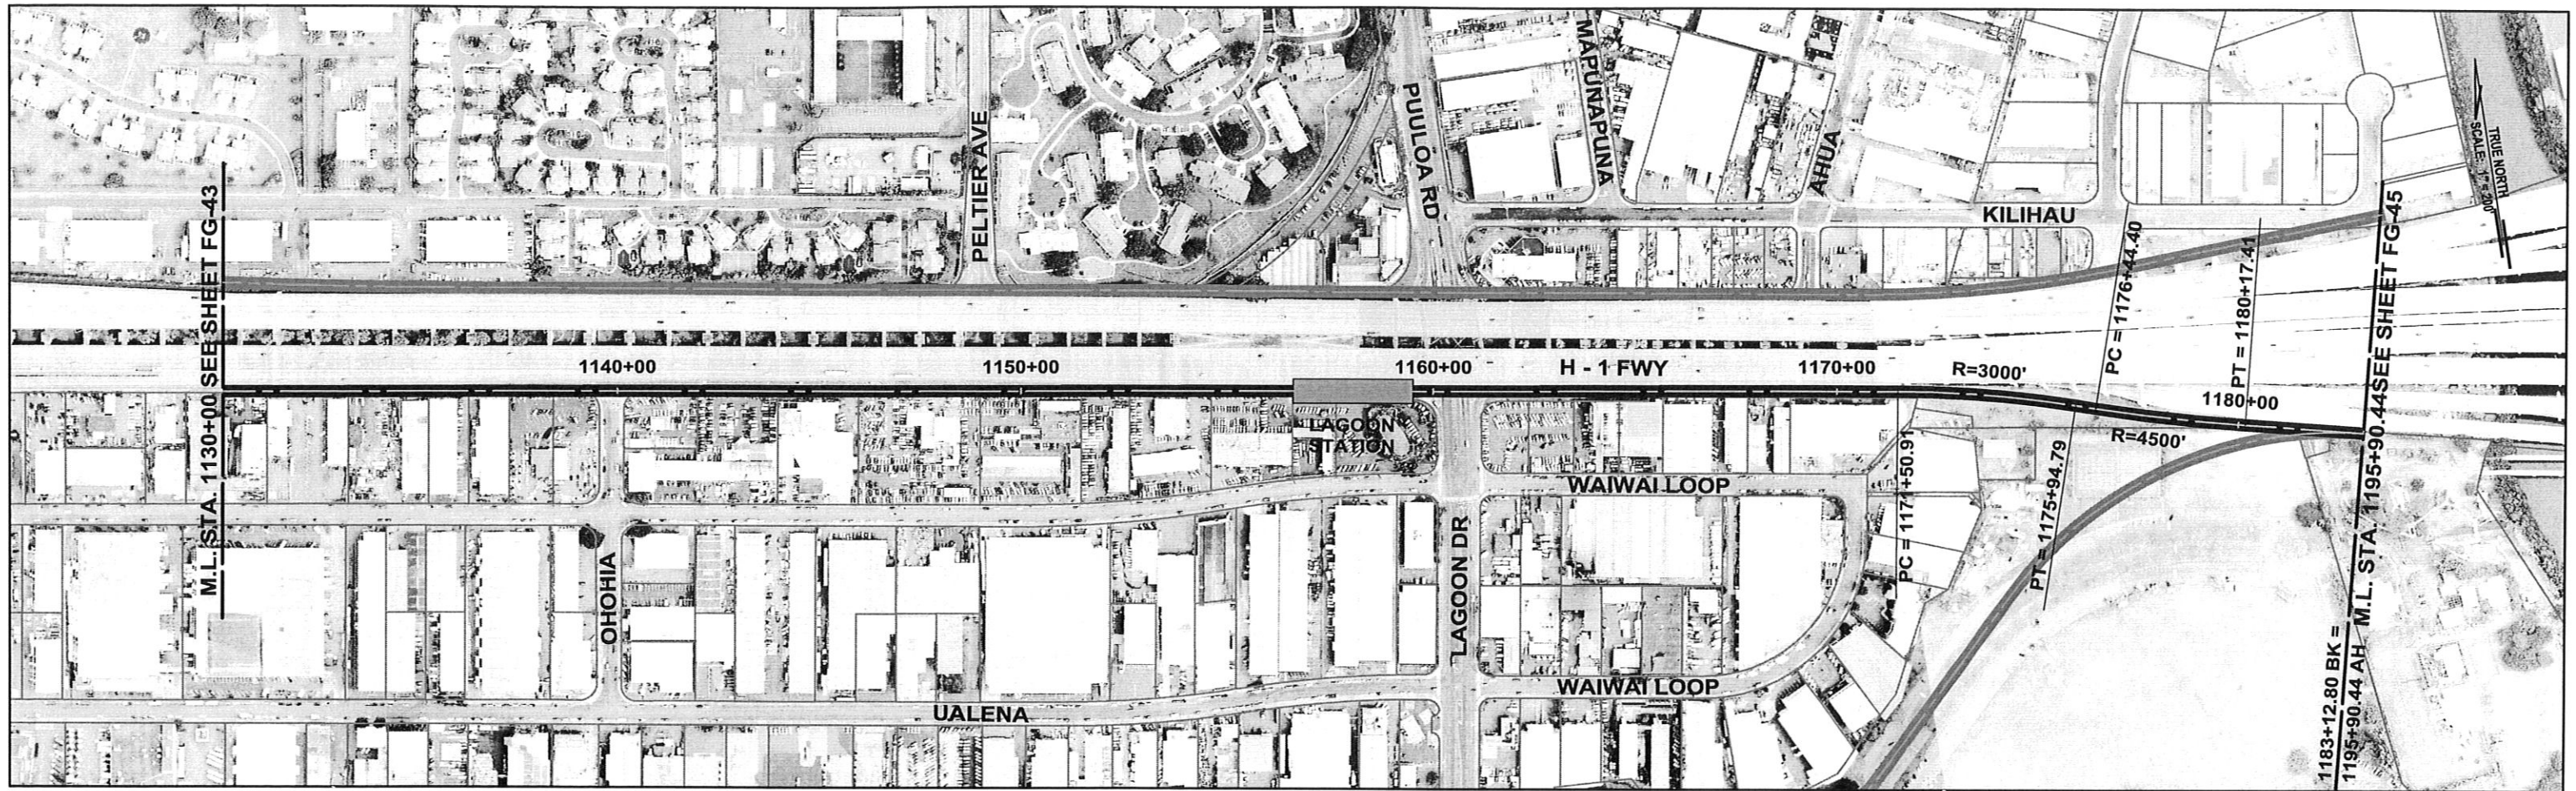 M.L. STA. 1130+00 SEE SHEET FG-43
PELTIER AVE
PUULOA RD
MAPUNAPUNA
AHUA
KILIHAU
TRUE NORTH
SCALE: 1" = 200'
PC = 1176+44.40
PT = 1180+17.41
M.L. STA. 1195+90.44SEE SHEET FG-45
1140+00
1150+00
1160+00
H - 1 FWY
1170+00
R=3000'
1180+00
R=4500'
LAGOON
STATION
PC = 1171+50.91
PT = 1175+94.79
WAIWAI LOOP
OHOHIA
LAGOON DR
WAIWAI LOOP
UALENA
1183+12.80 BK =
1195+90.44 AH